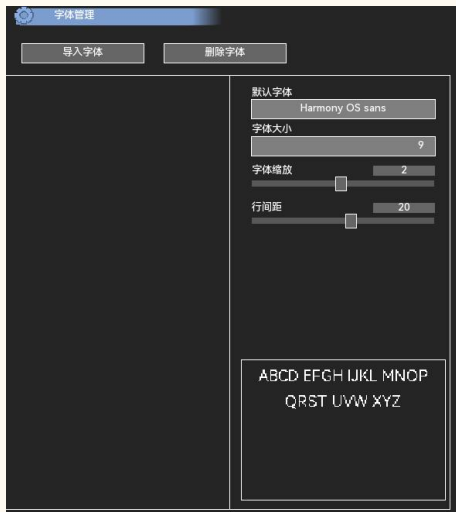 字体管理
导入字体
删除字体
默认字体
Harmony OS sans
字体大小
9
字体缩放
2
行间距
20
ABCD EFGH IJKL MNOP
QRST UVW XYZ